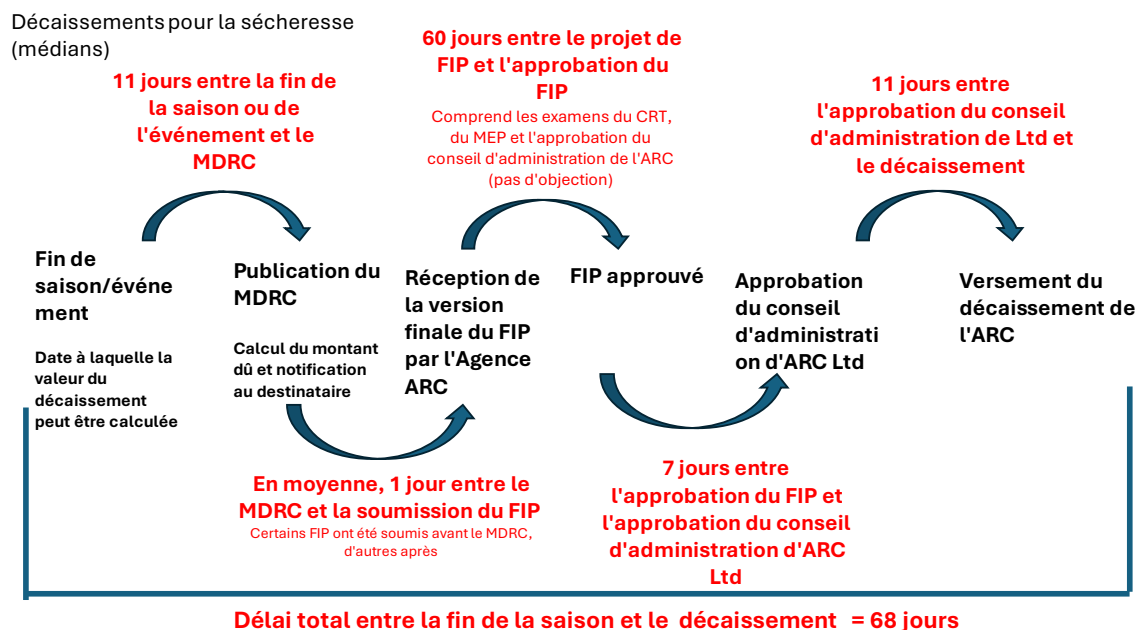 Décaissements pour la sécheresse
(médians)
11 jours entre la fin de
la saison ou de
l'événement et le
MDRC
60 jours entre le projet de
FIP et l'approbation du
FIP
Comprend les examens du CRT,
du MEP et l'approbation du
conseil d'administration de l'ARC
(pas d'objection)
11 jours entre
l'approbation du conseil
d'administration de Ltd et
le décaissement
Fin de
saison/événe
ment
Date à laquelle la
valeur du
décaissement
peut être calculée
Publication du
MDRC
Calcul du montant
dû et notification
au destinataire
Réception de
la version
finale du FIP
par l'Agence
ARC
FIP approuvé
Approbation
du conseil
d'administrati
on d'ARC Ltd
Versement du
décaissement de
l'ARC
En moyenne, 1 jour entre le
MDRC et la soumission du FIP
Certains FIP ont été soumis avant le MDRC,
d'autres après
7 jours entre
l'approbation du FIP et
l'approbation du conseil
d'administration d'ARC
Ltd
Délai total entre la fin de la saison et le décaissement = 68 jours